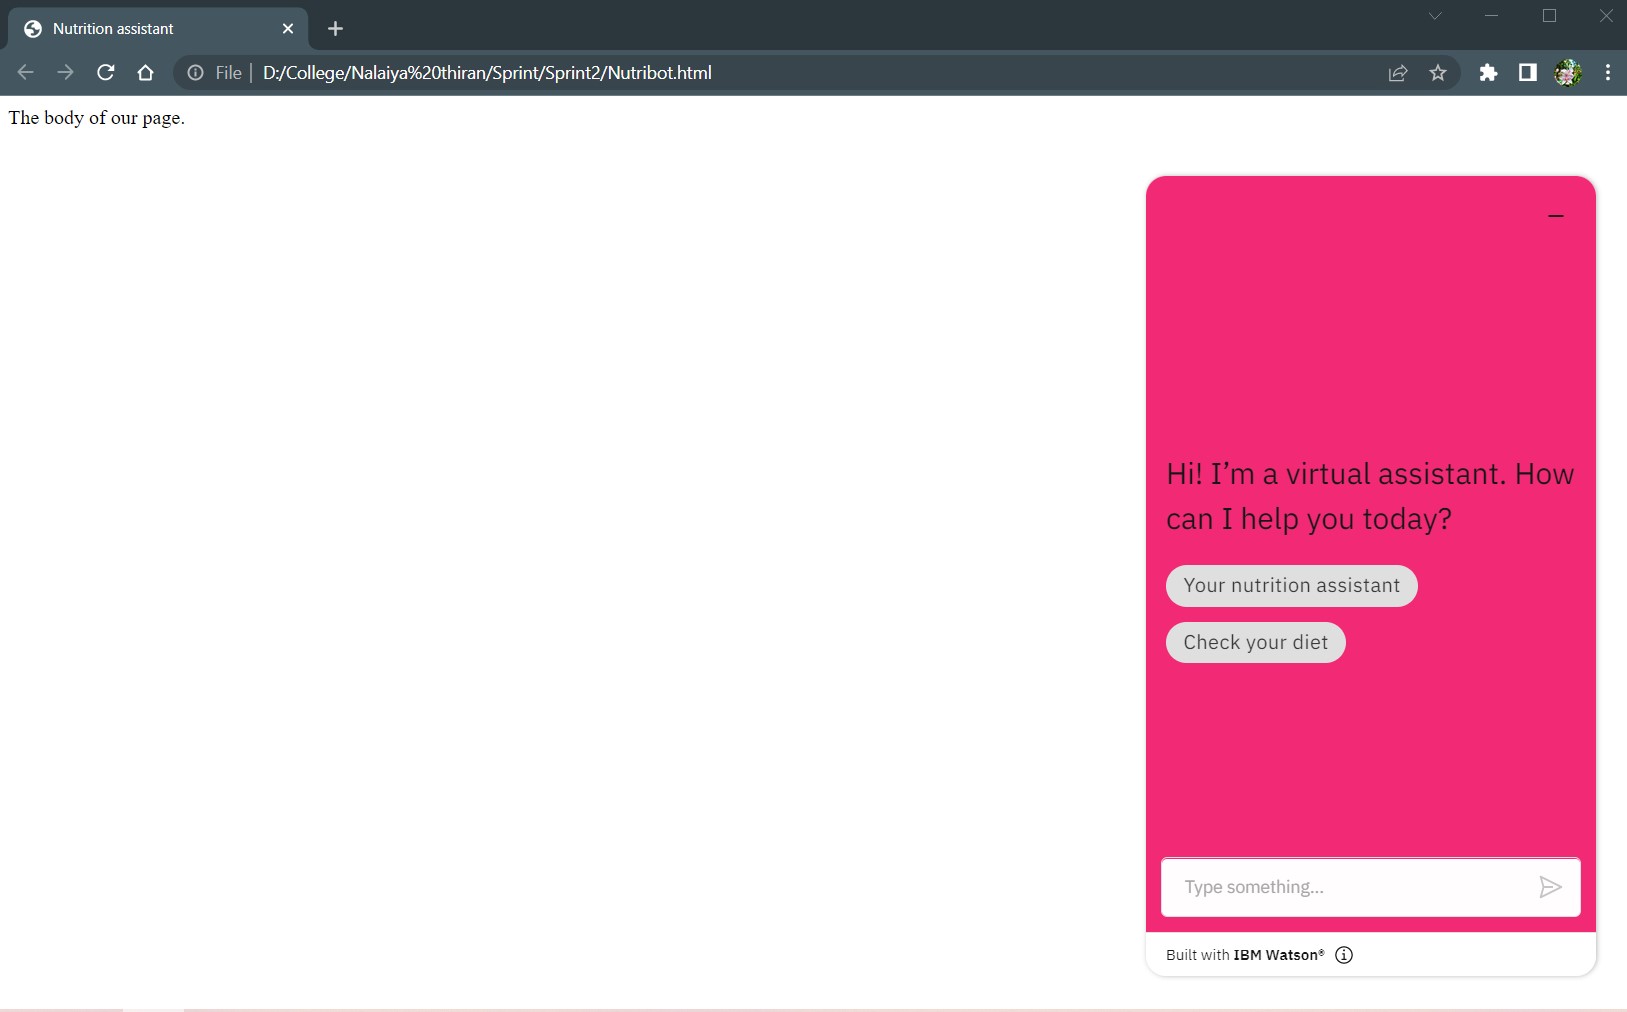 Nutrition assistant
File | D:/College/Nalaiya%20thiran/Sprint/Sprint2/Nutribot.html
The body of our page.
Hi! I’m a virtual assistant. How
can I help you today?
Your nutrition assistant
Check your diet
Type something...
Built with IBM Watson®